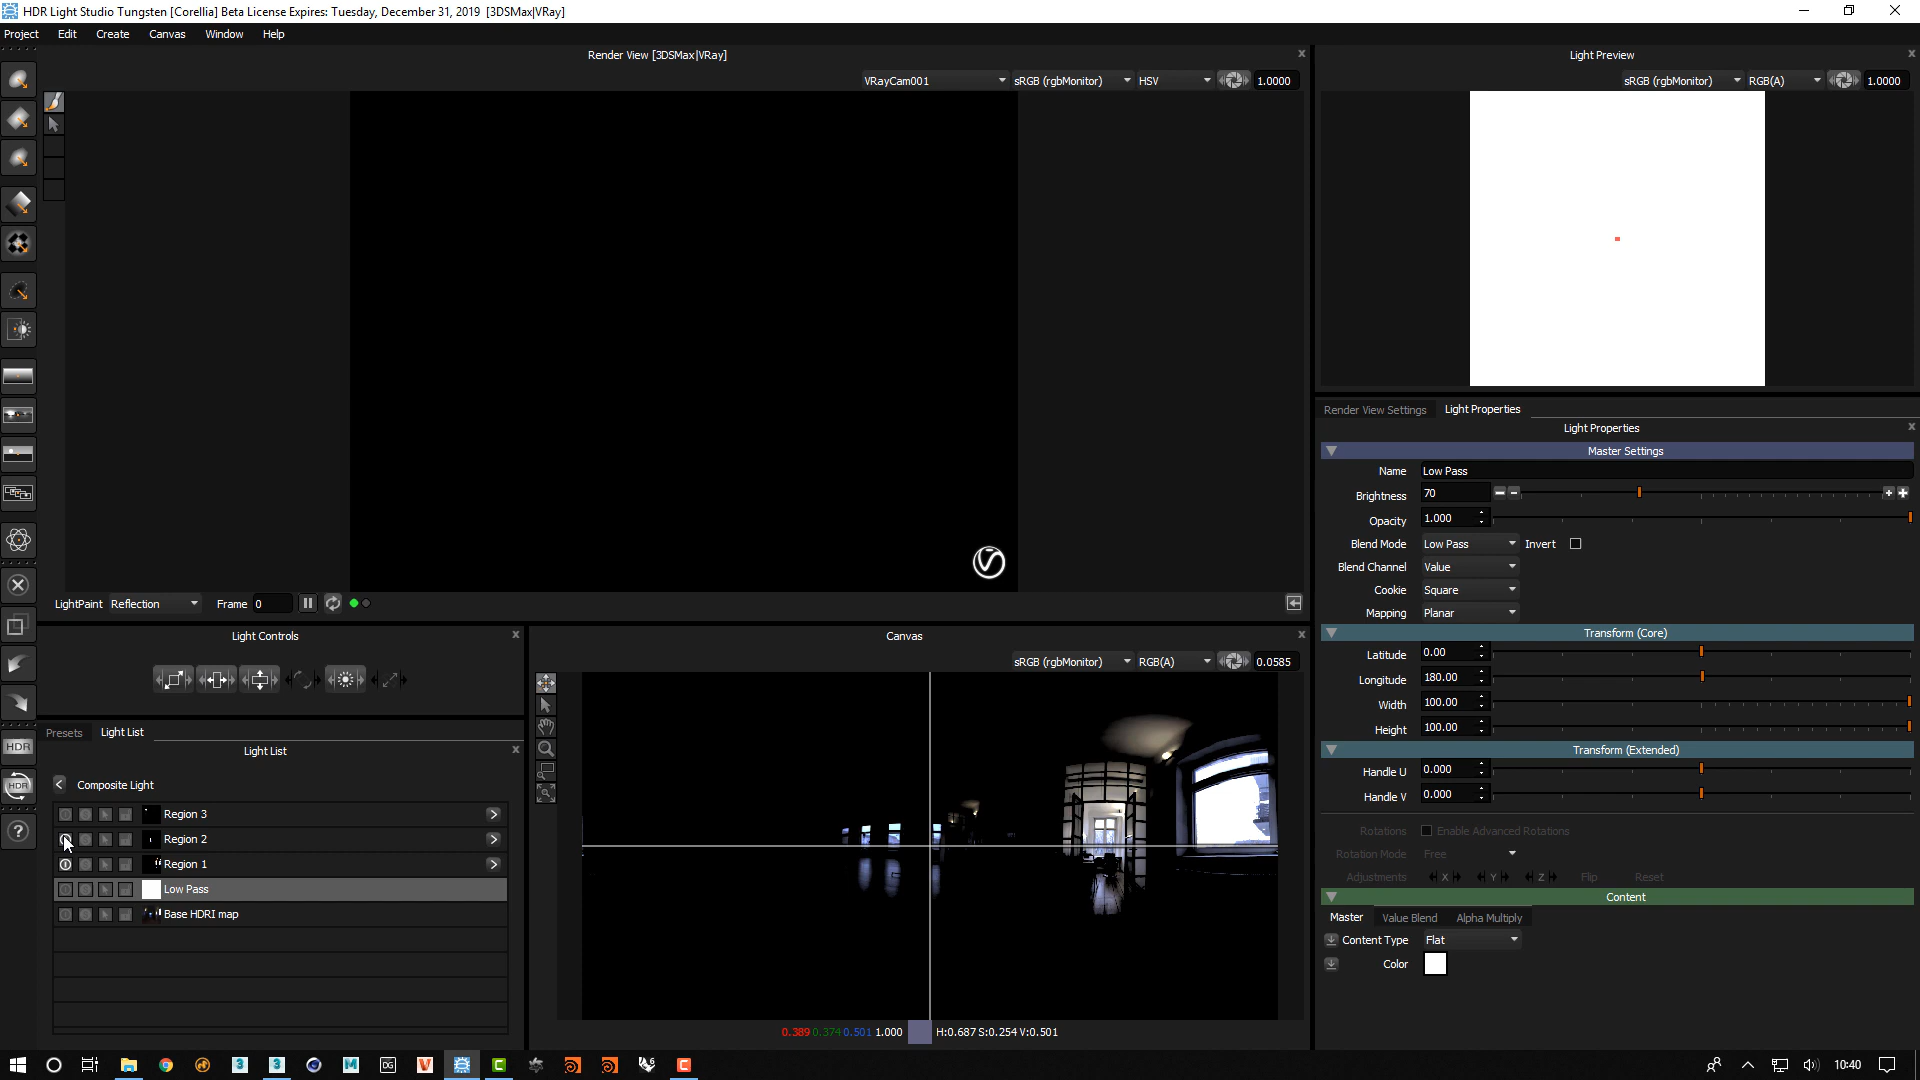 HDR Light Studio Tungsten [Corellia] Beta License Expires: Tuesday, December 31, 2019 [3DSMax|VRay]
Project Edit Create Canvas Window Help
Render View [3DSMax|VRay]
VRayCam001 sRGB (rgbMonitor) HSV 1.0000
Light Preview
sRGB (rgbMonitor) RGB(A) 1.0000
LightPaint Reflection Frame 0
Light Controls
Presets Light List
Light List
Composite Light
Region 3
Region 2
Region 1
Low Pass
Base HDRI map
HDR
HDR
?
Canvas
sRGB (rgbMonitor) RGB(A) 0.0585
0.389 0.374 0.501 1.000 H:0.687 S:0.254 V:0.501
Render View Settings Light Properties
Light Properties
Master Settings
Name Low Pass
Brightness 70
Opacity 1.000
Blend Mode Low Pass Invert
Blend Channel Value
Cookie Square
Mapping Planar
Transform (Core)
Latitude 0.00
Longitude 180.00
Width 100.00
Height 100.00
Transform (Extended)
Handle U 0.000
Handle V 0.000
Rotations Enable Advanced Rotations
Rotation Mode Free
Adjustments X Y Z Flip Reset
Content
Master Value Blend Alpha Multiply
Content Type Flat
Color
3 3 M DG V C 6 C
10:40